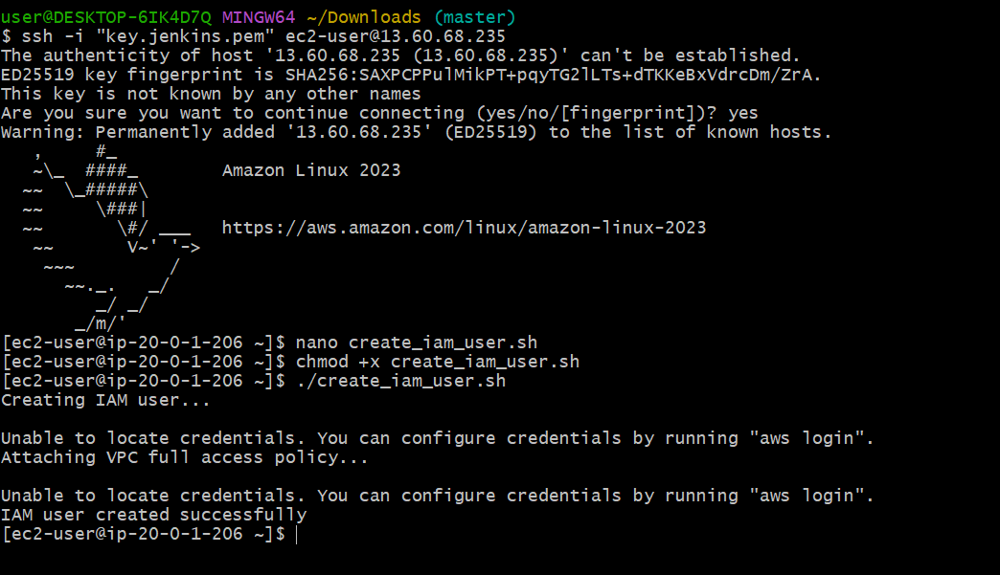 user@DESKTOP-6IK4D7Q MINGW64 ~/Downloads (master)
$ ssh -i "key.jenkins.pem" ec2-user@13.60.68.235
The authenticity of host '13.60.68.235 (13.60.68.235)' can't be established.
ED25519 key fingerprint is SHA256:SAXPCPPulMikPT+pqyTG2lLTs+dTKKeBxVdrcDm/ZrA.
This key is not known by any other names
Are you sure you want to continue connecting (yes/no/[fingerprint])? yes
Warning: Permanently added '13.60.68.235' (ED25519) to the list of known hosts.
   ,     #_
   ~\_  ####_        Amazon Linux 2023
  ~~  \_#####\
  ~~     \###|
  ~~       \#/ ___   https://aws.amazon.com/linux/amazon-linux-2023
   ~~       V~' '->
    ~~~         /
      ~~._.   _/
         _/ _/
       _/m/'
[ec2-user@ip-20-0-1-206 ~]$ nano create_iam_user.sh
[ec2-user@ip-20-0-1-206 ~]$ chmod +x create_iam_user.sh
[ec2-user@ip-20-0-1-206 ~]$ ./create_iam_user.sh
Creating IAM user...

Unable to locate credentials. You can configure credentials by running "aws login".
Attaching VPC full access policy...

Unable to locate credentials. You can configure credentials by running "aws login".
IAM user created successfully
[ec2-user@ip-20-0-1-206 ~]$